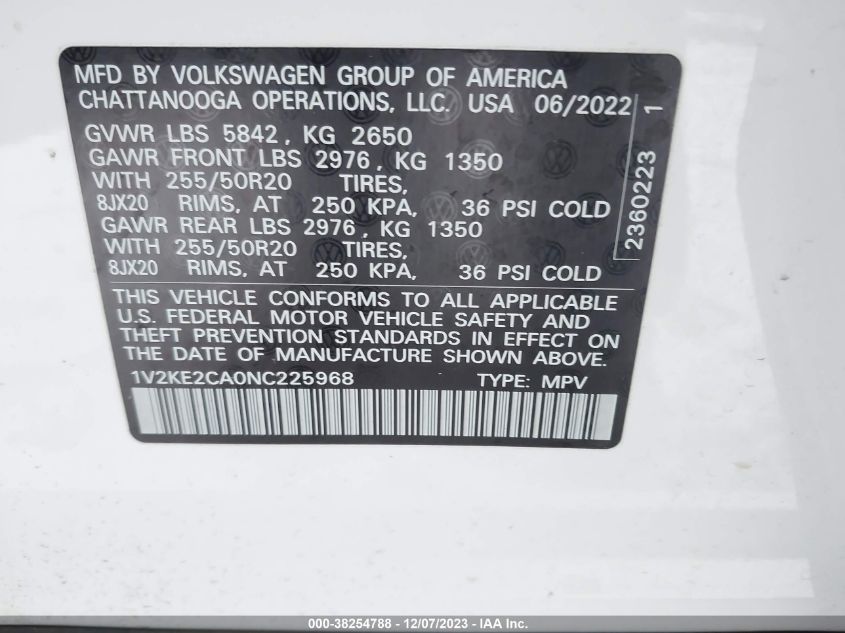 MFD BY VOLKSWAGEN GROUP OF AMERICA
CHATTANOOGA OPERATIONS, LLC. USA 06/2022
GVWR LBS 5842, KG 2650
GAWR FRONT LBS 2976, KG 1350
WITH 255/50R20 TIRES,
8JX20 RIMS, AT 250 KPA, 36 PSI COLD
GAWR REAR LBS 2976, KG 1350
WITH 255/50R20 TIRES,
8JX20 RIMS, AT 250 KPA, 36 PSI COLD
2360223 1
THIS VEHICLE CONFORMS TO ALL APPLICABLE
U.S. FEDERAL MOTOR VEHICLE SAFETY AND
THEFT PREVENTION STANDARDS IN EFFECT ON
THE DATE OF MANUFACTURE SHOWN ABOVE.
1V2KE2CA0NC225968 TYPE: MPV
000-38254788 - 12/07/2023 - IAA Inc.